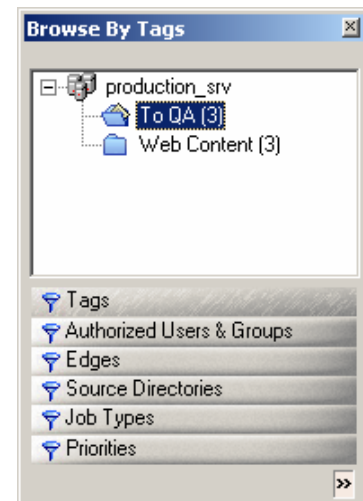 Browse By Tags
production_srv
To QA (3)
Web Content (3)
Tags
Authorized Users & Groups
Edges
Source Directories
Job Types
Priorities
»